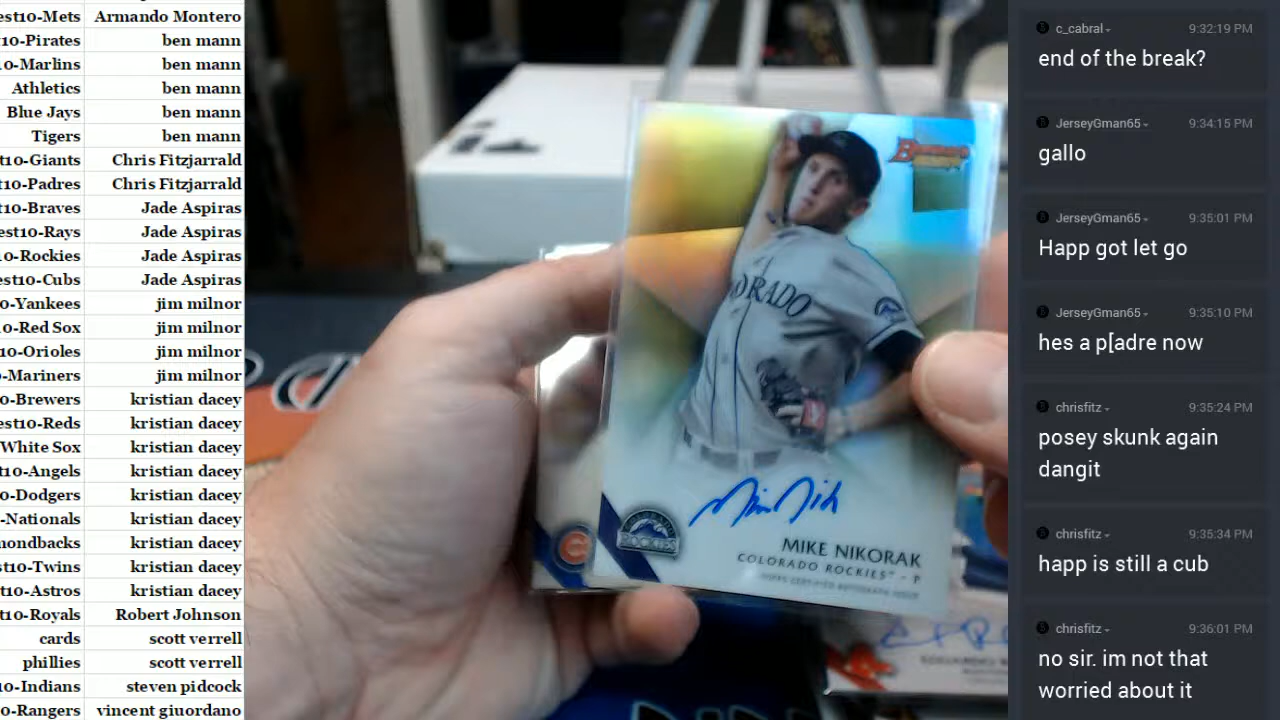 est10-Mets Armando Montero
10-Pirates ben mann
0-Marlins ben mann
Athletics ben mann
Blue Jays ben mann
Tigers ben mann
t10-Giants Chris Fitzjarrald
t10-Padres Chris Fitzjarrald
t10-Braves Jade Aspiras
est10-Rays Jade Aspiras
t10-Rockies Jade Aspiras
est10-Cubs Jade Aspiras
0-Yankees jim milnor
10-Red Sox jim milnor
10-Orioles jim milnor
-Mariners jim milnor
0-Brewers kristian dacey
est10-Reds kristian dacey
White Sox kristian dacey
t10-Angels kristian dacey
0-Dodgers kristian dacey
-Nationals kristian dacey
mondbacks kristian dacey
st10-Twins kristian dacey
t10-Astros kristian dacey
t10-Royals Robert Johnson
cards scott verrell
phillies scott verrell
10-Indians steven pidcock
0-Rangers vincent giuordano
Bowman's
ORADO
ROCKIES
MIKE NIKORAK
COLORADO ROCKIES™ - P
TOPPS CERTIFIED AUTOGRAPH ISSUE
C
c_cabral 9:32:19 PM
end of the break?
JerseyGman65 9:34:15 PM
gallo
JerseyGman65 9:35:01 PM
Happ got let go
JerseyGman65 9:35:10 PM
hes a p[adre now
chrisfitz 9:35:24 PM
posey skunk again
dangit
chrisfitz 9:35:34 PM
happ is still a cub
chrisfitz 9:36:01 PM
no sir. im not that
worried about it